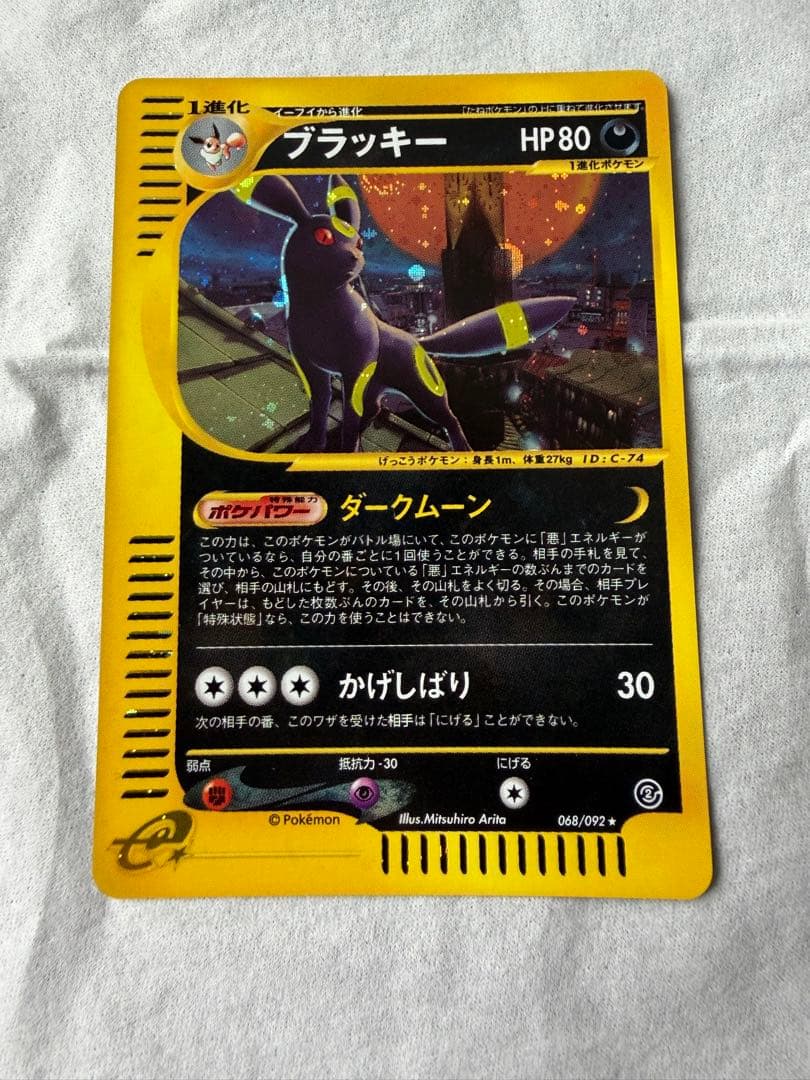 1進化
イーブイから進化
「たねポケモン」の上に重ねて進化させます。
ブラッキー
HP80
1進化ポケモン
げっこうポケモン：身長1m、体重27kg ID:C-74
特殊能力
ポケパワー
ダークムーン
この力は、このポケモンがバトル場にいて、このポケモンに「悪」エネルギーが
ついているなら、自分の番ごとに1回使うことができる。相手の手札を見て、
その中から、このポケモンについている「悪」エネルギーの数ぶんまでのカードを
選び、相手の山札にもどす。その後、その山札をよく切る。その場合、相手プレ
イヤーは、もどした枚数ぶんのカードを、その山札から引く。このポケモンが
「特殊状態」なら、この力を使うことはできない。
かげしばり
30
次の相手の番、このワザを受けた相手は「にげる」ことができない。
弱点
抵抗力 -30
にげる
© Pokémon
Illus.Mitsuhiro Arita
068/092★
2
e